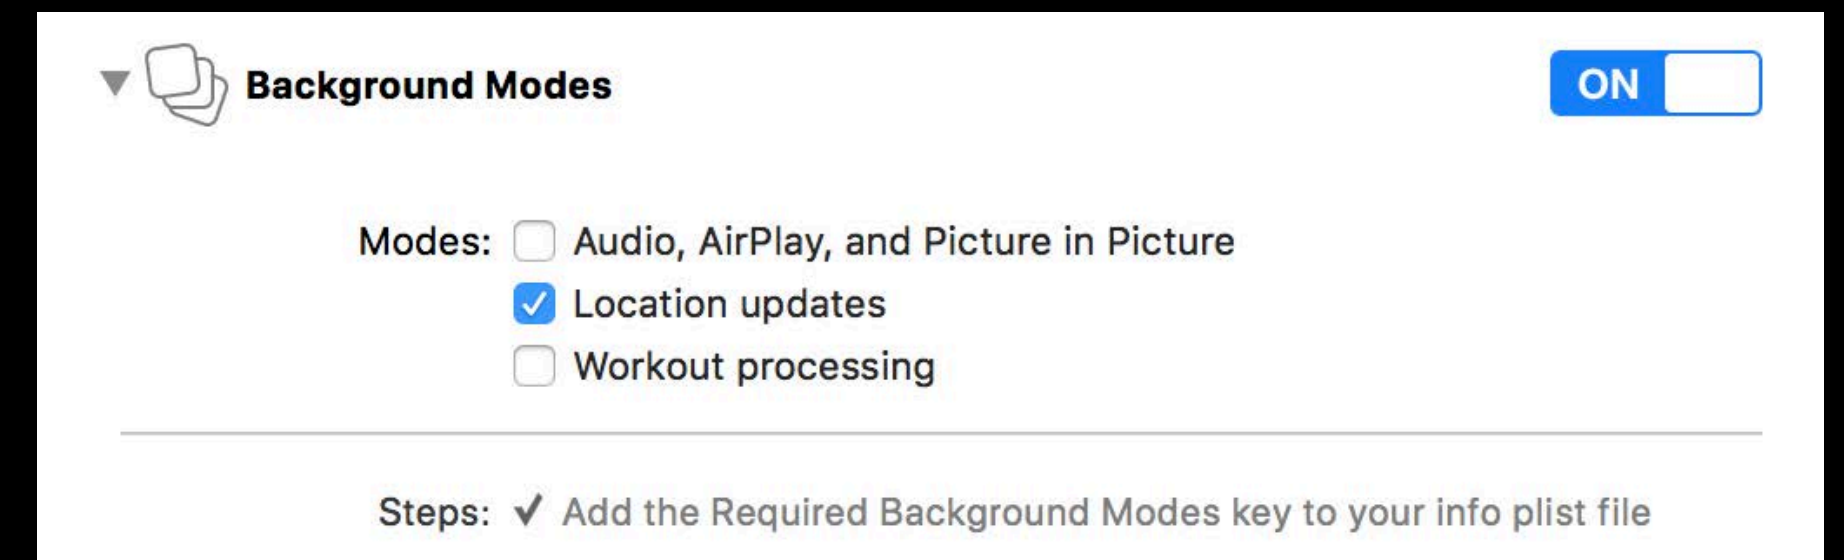 Background Modes
ON
Modes: Audio, AirPlay, and Picture in Picture
Location updates
Workout processing
Steps: ✓ Add the Required Background Modes key to your info plist file